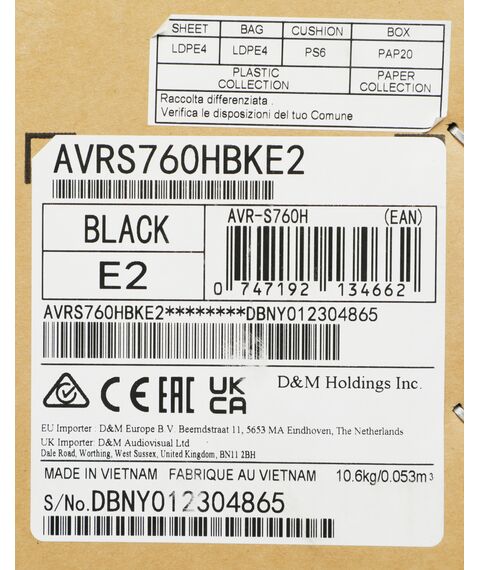 SHEET BAG CUSHION BOX
LDPE4 LDPE4 PS6 PAP20
PLASTIC COLLECTION PAPER COLLECTION
Raccolta differenziata.
Verifica le disposizioni del tuo Comune
AVRS760HBKE2
BLACK
E2
AVR-S760H (EAN)
0 747192 134662
AVRS760HBKE2********DBNY012304865
CE EAC UK CA D&M Holdings Inc.
EU Importer : D&M Europe B.V. Beemdstraat 11, 5653 MA Eindhoven, The Netherlands
UK Importer: D&M Audiovisual Ltd
Dale Road, Worthing, West Sussex, United Kingdom, BN11 2BH
MADE IN VIETNAM FABRIQUE AU VIETNAM 10.6kg/0.053m³
S/No.DBNY012304865